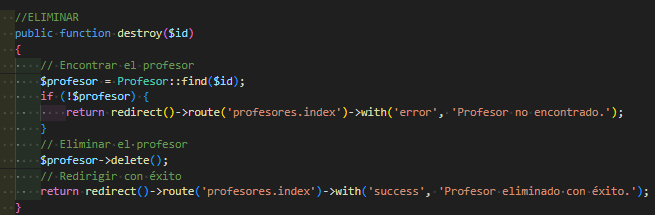 //ELIMINAR
public function destroy($id)
{
// Encontrar el profesor
$profesor = Profesor::find($id);
if (!$profesor) {
return redirect()->route('profesores.index')->with('error', 'Profesor no encontrado.');
}
// Eliminar el profesor
$profesor->delete();
// Redirigir con éxito
return redirect()->route('profesores.index')->with('success', 'Profesor eliminado con éxito.');
}